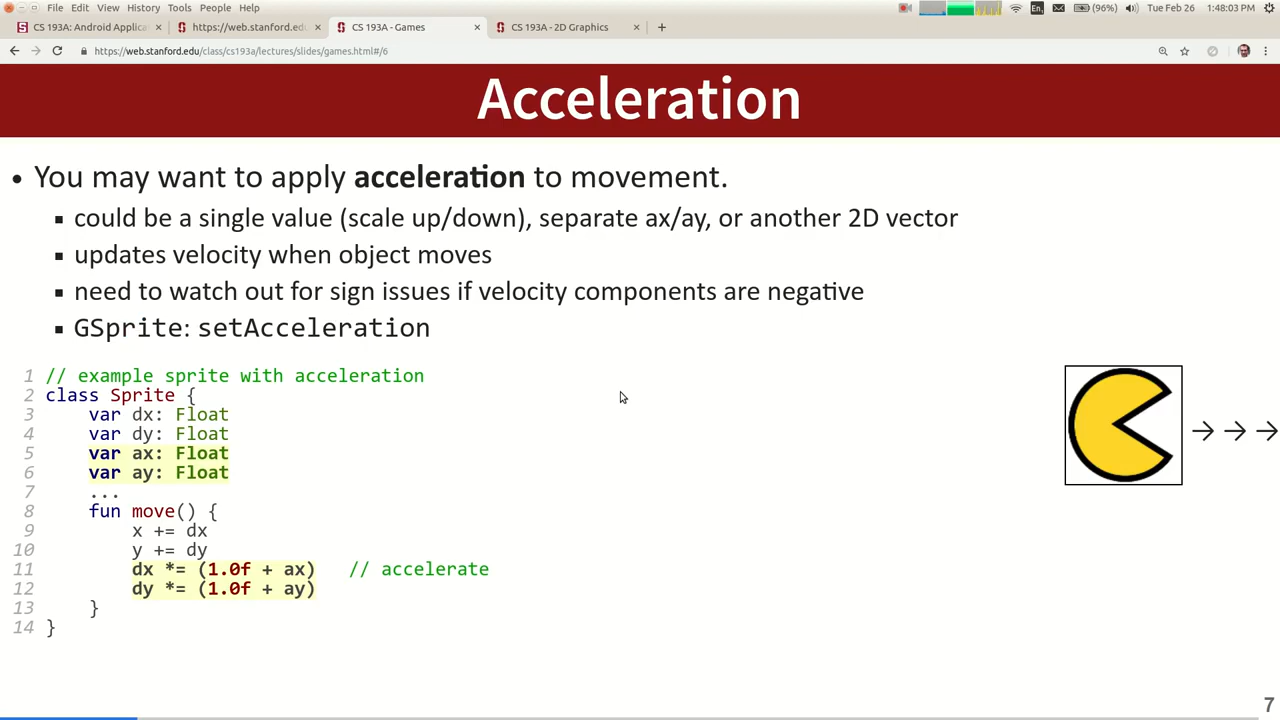 File Edit View History Tools People Help
En (96%) Tue Feb 26 1:48:03 PM
CS 193A: Android Applica × https://web.stanford.edu × CS 193A - Games × CS 193A - 2D Graphics × +
https://web.stanford.edu/class/cs193a/lectures/slides/games.html#/6
Acceleration
• You may want to apply acceleration to movement.
▪ could be a single value (scale up/down), separate ax/ay, or another 2D vector
▪ updates velocity when object moves
▪ need to watch out for sign issues if velocity components are negative
▪ GSprite: setAcceleration
1 // example sprite with acceleration
2 class Sprite {
3 var dx: Float
4 var dy: Float
5 var ax: Float
6 var ay: Float
7 ...
8 fun move() {
9 x += dx
10 y += dy
11 dx *= (1.0f + ax) // accelerate
12 dy *= (1.0f + ay)
13 }
14 }
→ → →
7